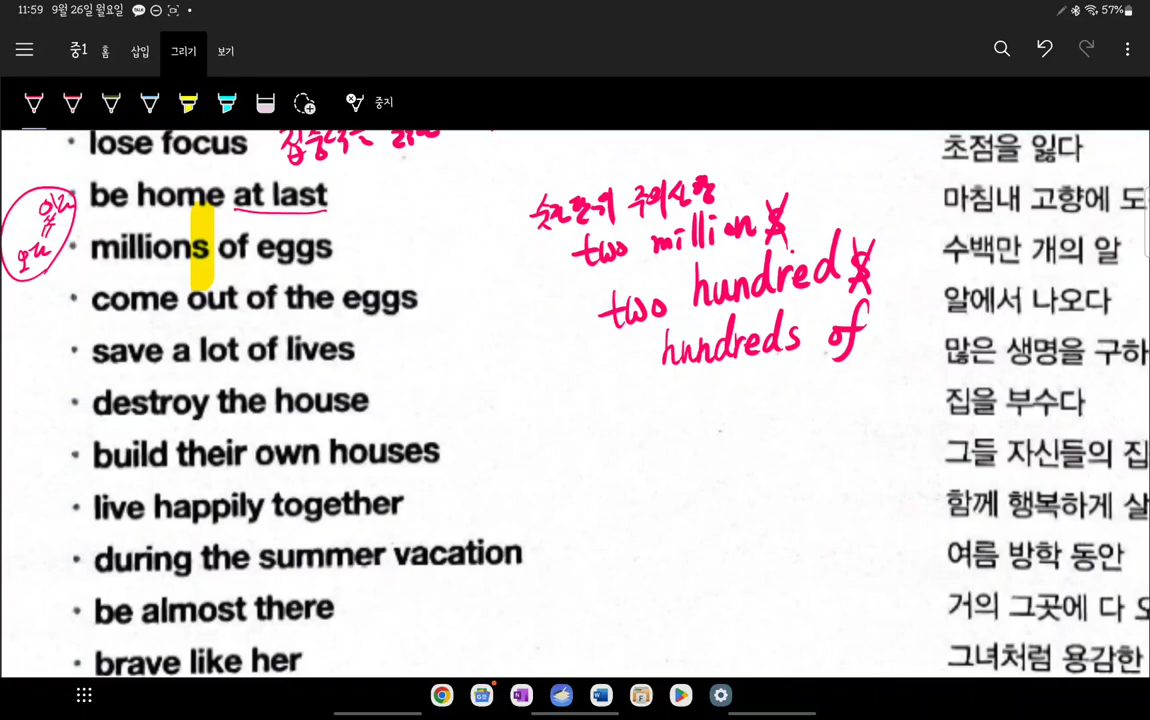 11:59 9월 26일 월요일 57%
중1 홈 삽입 그리기 보기
중지
lose focus 초점을 잃다
be home at last 마침내 고향에 도
millions of eggs 수백만 개의 알
come out of the eggs 알에서 나오다
save a lot of lives 많은 생명을 구하
destroy the house 집을 부수다
build their own houses 그들 자신들의 집
live happily together 함께 행복하게 살
during the summer vacation 여름 방학 동안
be almost there 거의 그곳에 다 오
brave like her 그녀처럼 용감한
주의사항
two millions
two hundreds
hundreds of